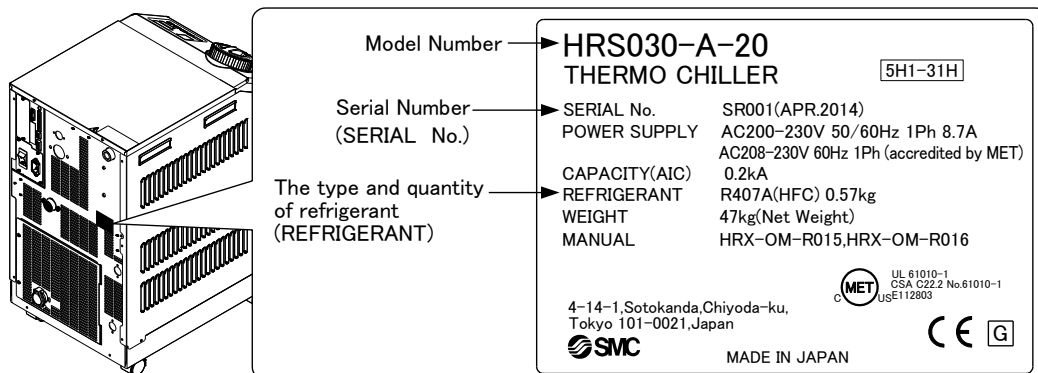 Model Number
HRS030-A-20
THERMO CHILLER
5H1-31H
Serial Number
(SERIAL No.)
SERIAL No. SR001(APR.2014)
POWER SUPPLY AC200-230V 50/60Hz 1Ph 8.7A
AC208-230V 60Hz 1Ph (accredited by MET)
CAPACITY(AIC) 0.2kA
The type and quantity
of refrigerant
(REFRIGERANT)
REFRIGERANT R407A(HFC) 0.57kg
WEIGHT 47kg(Net Weight)
MANUAL HRX-OM-R015,HRX-OM-R016
C MET US
UL 61010-1
CSA C22.2 No.61010-1
E112803
4-14-1,Sotokanda,Chiyoda-ku,
Tokyo 101-0021,Japan
SMC
MADE IN JAPAN
CE G